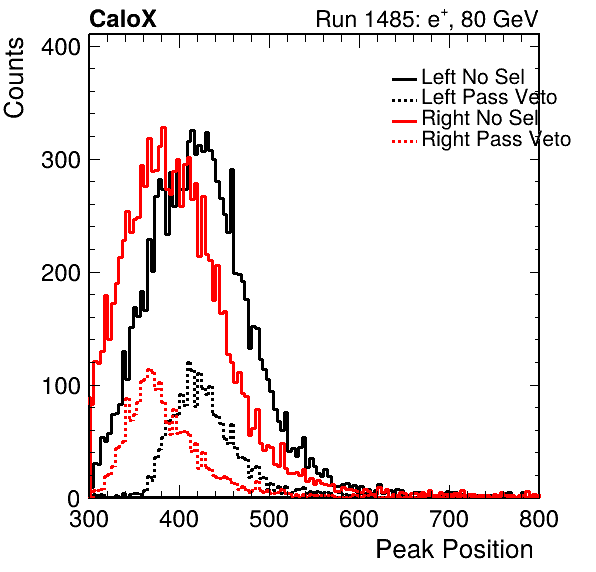 CaloX Run 1485: e+, 80 GeV
Counts
400
300
200
100
0
Left No Sel
Left Pass Veto
Right No Sel
Right Pass Veto
300 400 500 600 700 800
Peak Position